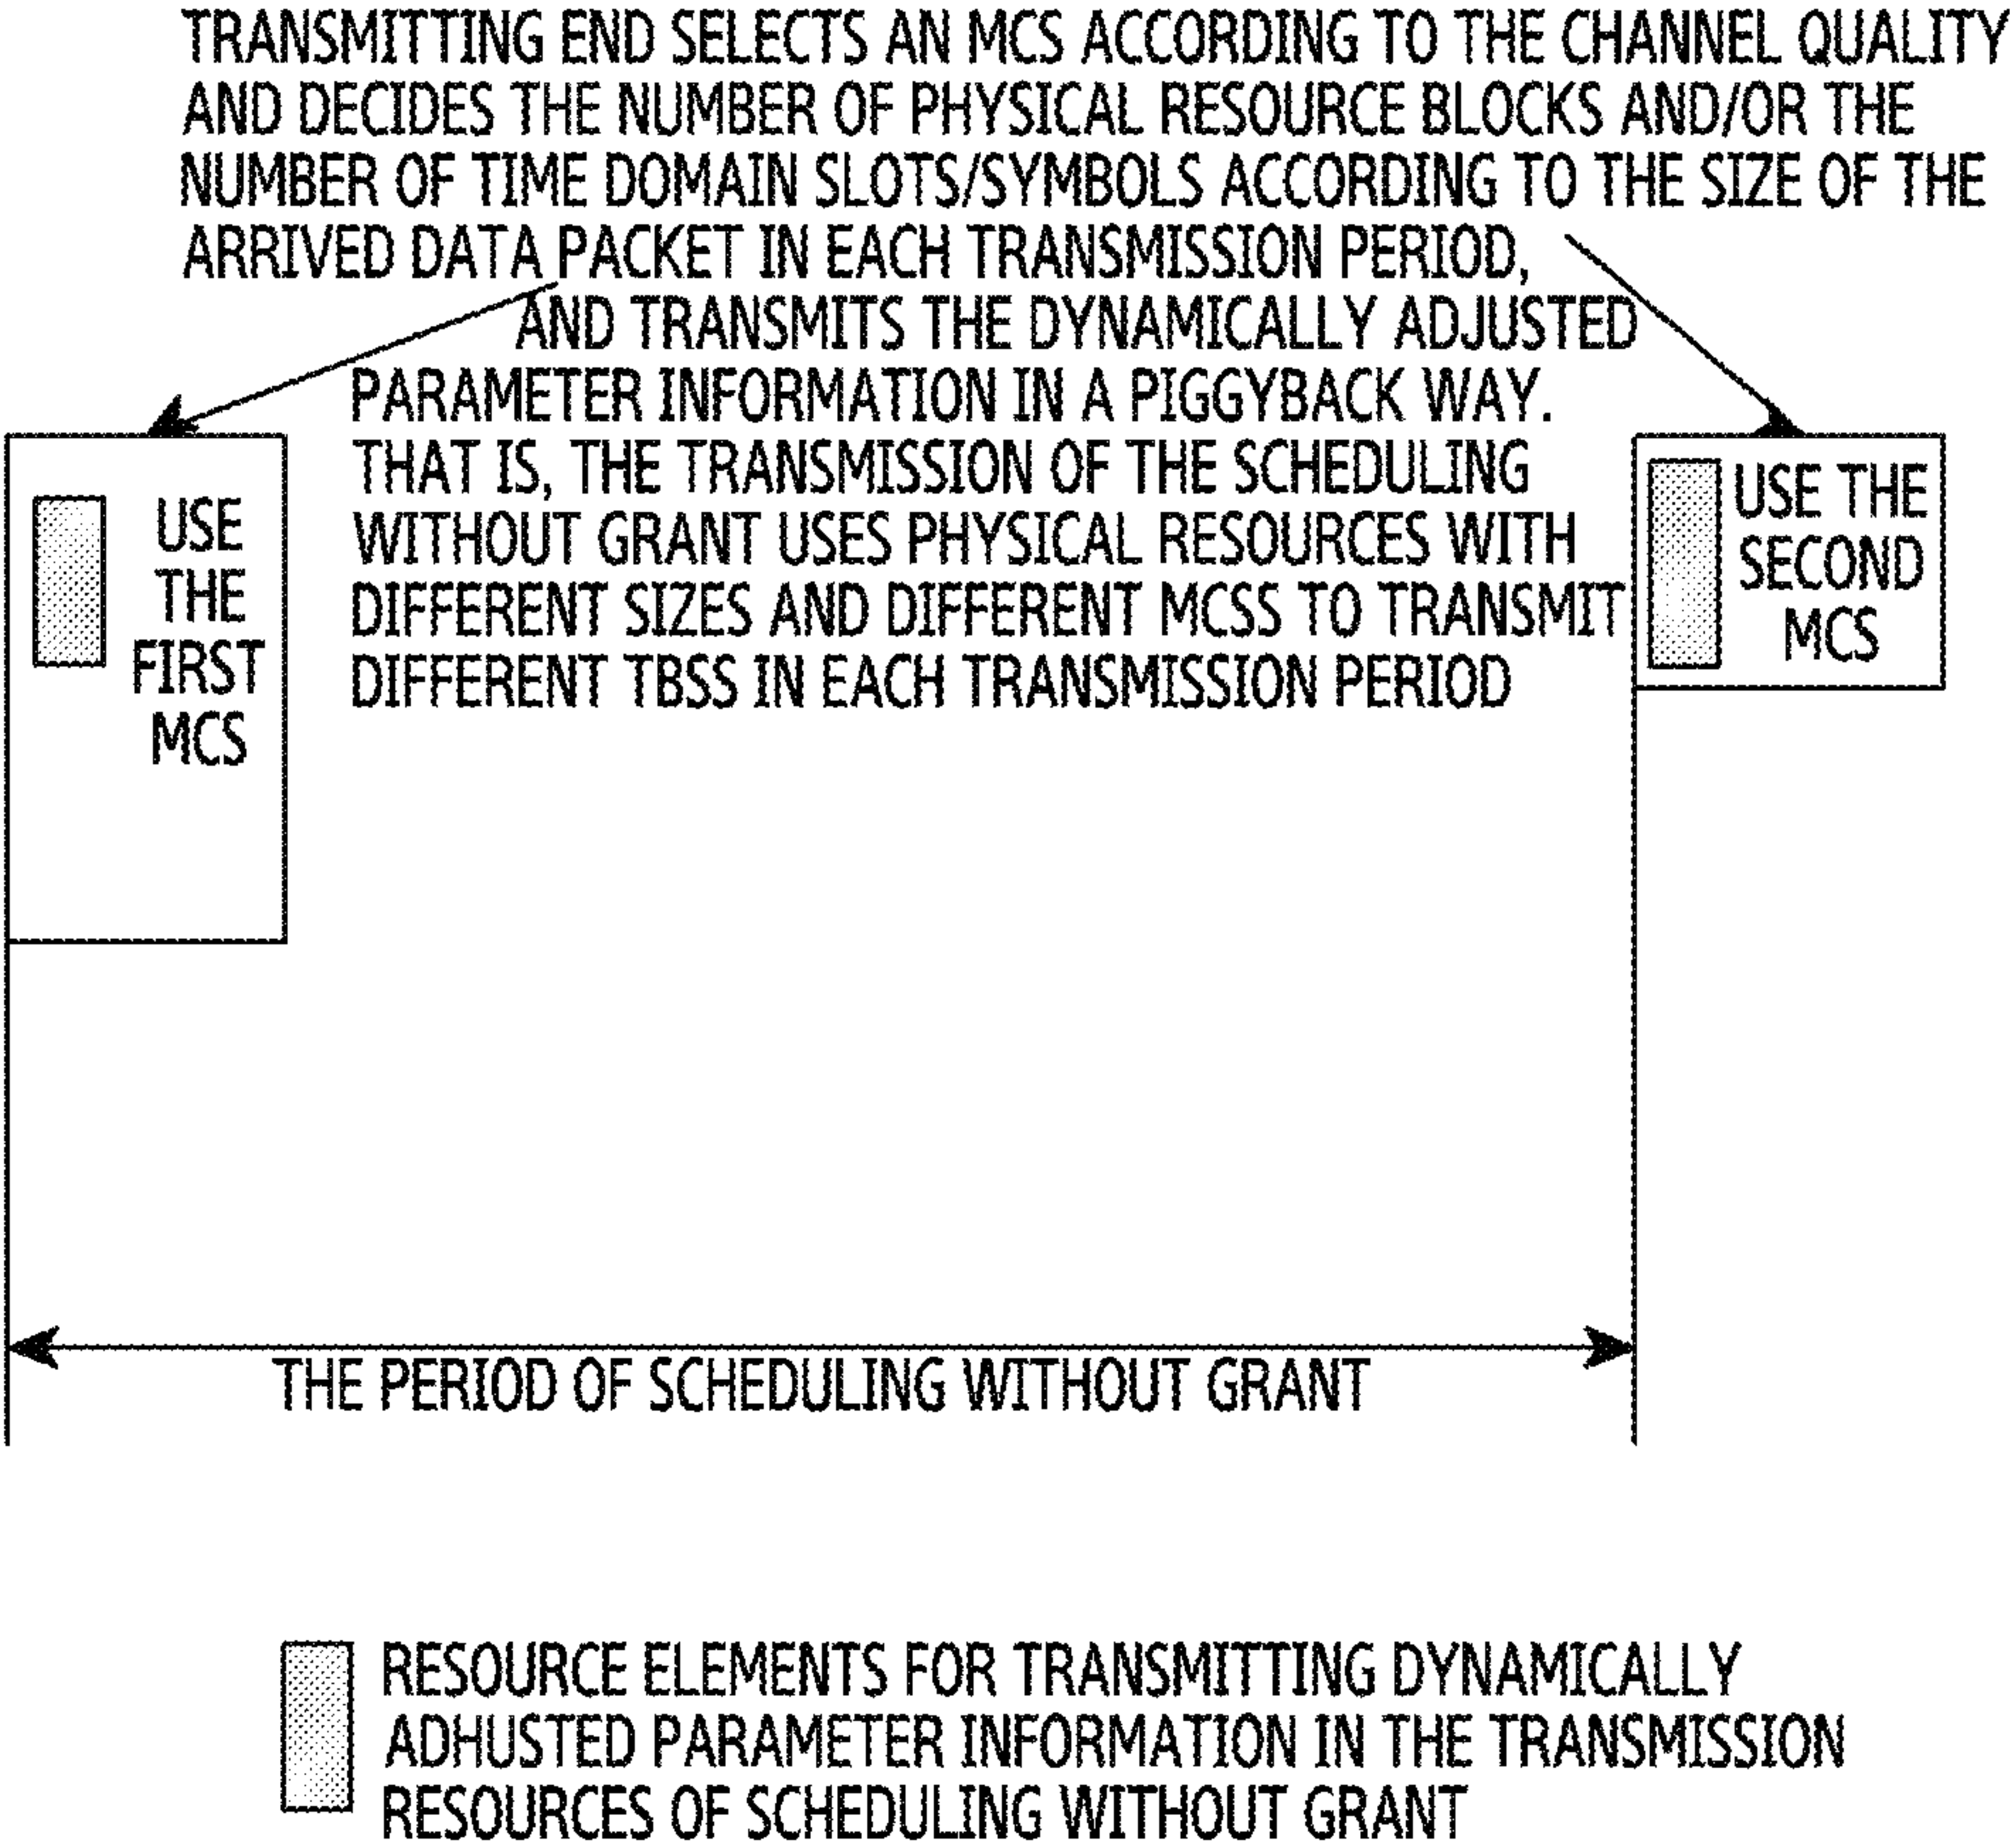 TRANSMITTING END SELECTS AN MCS ACCORDING TO THE CHANNEL QUALITY
AND DECIDES THE NUMBER OF PHYSICAL RESOURCE BLOCKS AND/OR THE
NUMBER OF TIME DOMAIN SLOTS/SYMBOLS ACCORDING TO THE SIZE OF THE
ARRIVED DATA PACKET IN EACH TRANSMISSION PERIOD,
AND TRANSMITS THE DYNAMICALLY ADJUSTED
PARAMETER INFORMATION IN A PIGGYBACK WAY.
THAT IS, THE TRANSMISSION OF THE SCHEDULING
WITHOUT GRANT USES PHYSICAL RESOURCES WITH
DIFFERENT SIZES AND DIFFERENT MCSS TO TRANSMIT
DIFFERENT TBSS IN EACH TRANSMISSION PERIOD
USE
THE
FIRST
MCS
USE THE
SECOND
MCS
THE PERIOD OF SCHEDULING WITHOUT GRANT
RESOURCE ELEMENTS FOR TRANSMITTING DYNAMICALLY
ADHUSTED PARAMETER INFORMATION IN THE TRANSMISSION
RESOURCES OF SCHEDULING WITHOUT GRANT